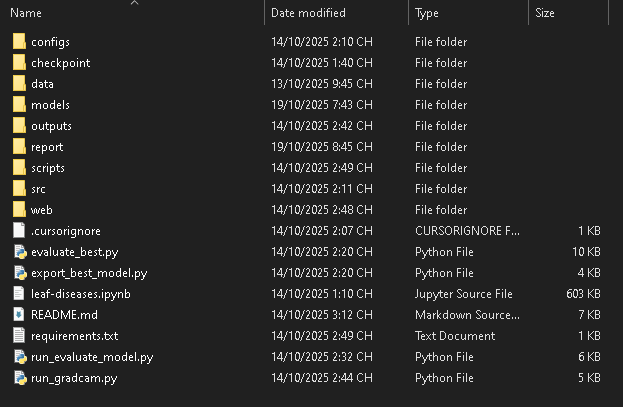 Name Date modified Type Size
configs 14/10/2025 2:10 CH File folder
checkpoint 14/10/2025 1:40 CH File folder
data 13/10/2025 9:45 CH File folder
models 19/10/2025 7:43 CH File folder
outputs 14/10/2025 2:42 CH File folder
report 19/10/2025 8:45 CH File folder
scripts 14/10/2025 2:49 CH File folder
src 14/10/2025 2:11 CH File folder
web 14/10/2025 2:48 CH File folder
.cursorignore 14/10/2025 2:07 CH CURSORIGNORE F... 1 KB
evaluate_best.py 14/10/2025 2:20 CH Python File 10 KB
export_best_model.py 14/10/2025 2:20 CH Python File 4 KB
leaf-diseases.ipynb 14/10/2025 1:10 CH Jupyter Source File 603 KB
README.md 14/10/2025 3:12 CH Markdown Source... 7 KB
requirements.txt 14/10/2025 2:49 CH Text Document 1 KB
run_evaluate_model.py 14/10/2025 2:32 CH Python File 6 KB
run_gradcam.py 14/10/2025 2:44 CH Python File 5 KB